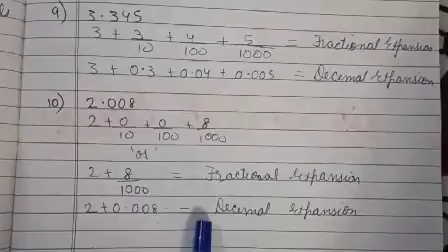 9) 3.345
3 + 3/10 + 4/100 + 5/1000 = Fractional Expansion
3 + 0.3 + 0.04 + 0.005 = Decimal Expansion
10) 2.008
2 + 0/10 + 0/100 + 8/1000
'or'
2 + 8/1000 = Fractional Expansion
2 + 0.008 - Decimal Expansion